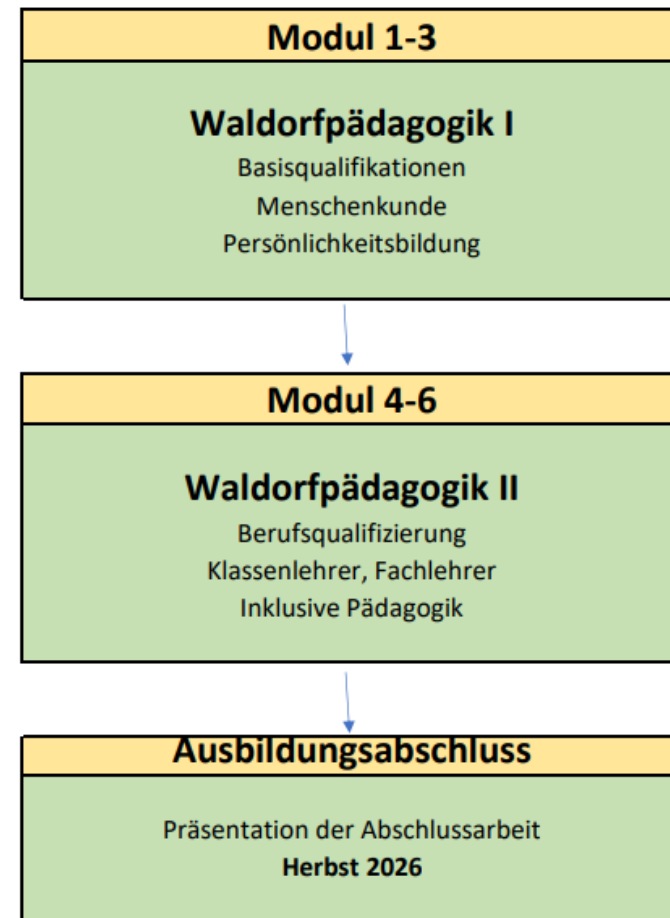 Modul 1-3
Waldorfpädagogik I
Basisqualifikationen
Menschenkunde
Persönlichkeitsbildung
Modul 4-6
Waldorfpädagogik II
Berufsqualifizierung
Klassenlehrer, Fachlehrer
Inklusive Pädagogik
Ausbildungsabschluss
Präsentation der Abschlussarbeit
Herbst 2026